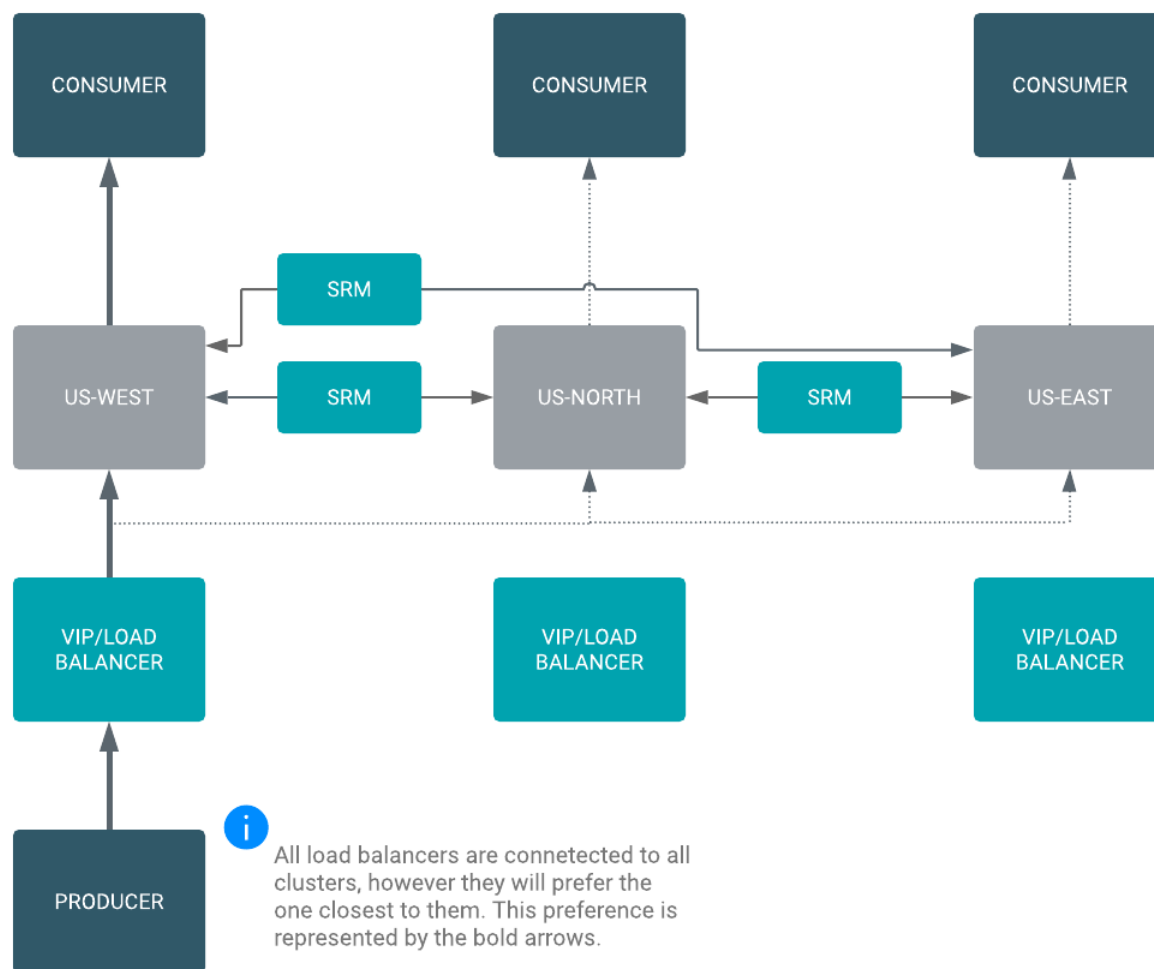 CONSUMER
CONSUMER
CONSUMER
SRM
US-WEST
SRM
US-NORTH
SRM
US-EAST
VIP/LOAD
BALANCER
VIP/LOAD
BALANCER
VIP/LOAD
BALANCER
PRODUCER
i
All load balancers are connetected to all
clusters, however they will prefer the
one closest to them. This preference is
represented by the bold arrows.